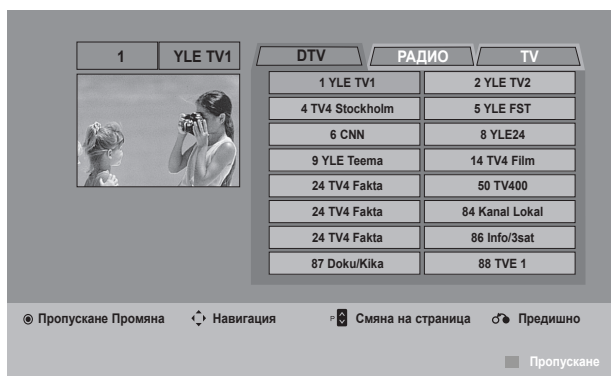 1 YLE TV1
DTV РАДИО TV
1 YLE TV1 2 YLE TV2
4 TV4 Stockholm 5 YLE FST
6 CNN 8 YLE24
9 YLE Teema 14 TV4 Film
24 TV4 Fakta 50 TV400
24 TV4 Fakta 84 Kanal Lokal
24 TV4 Fakta 86 Info/3sat
87 Doku/Kika 88 TVE 1
Пропускане Промяна Навигация P Смяна на страница Предишно
Пропускане